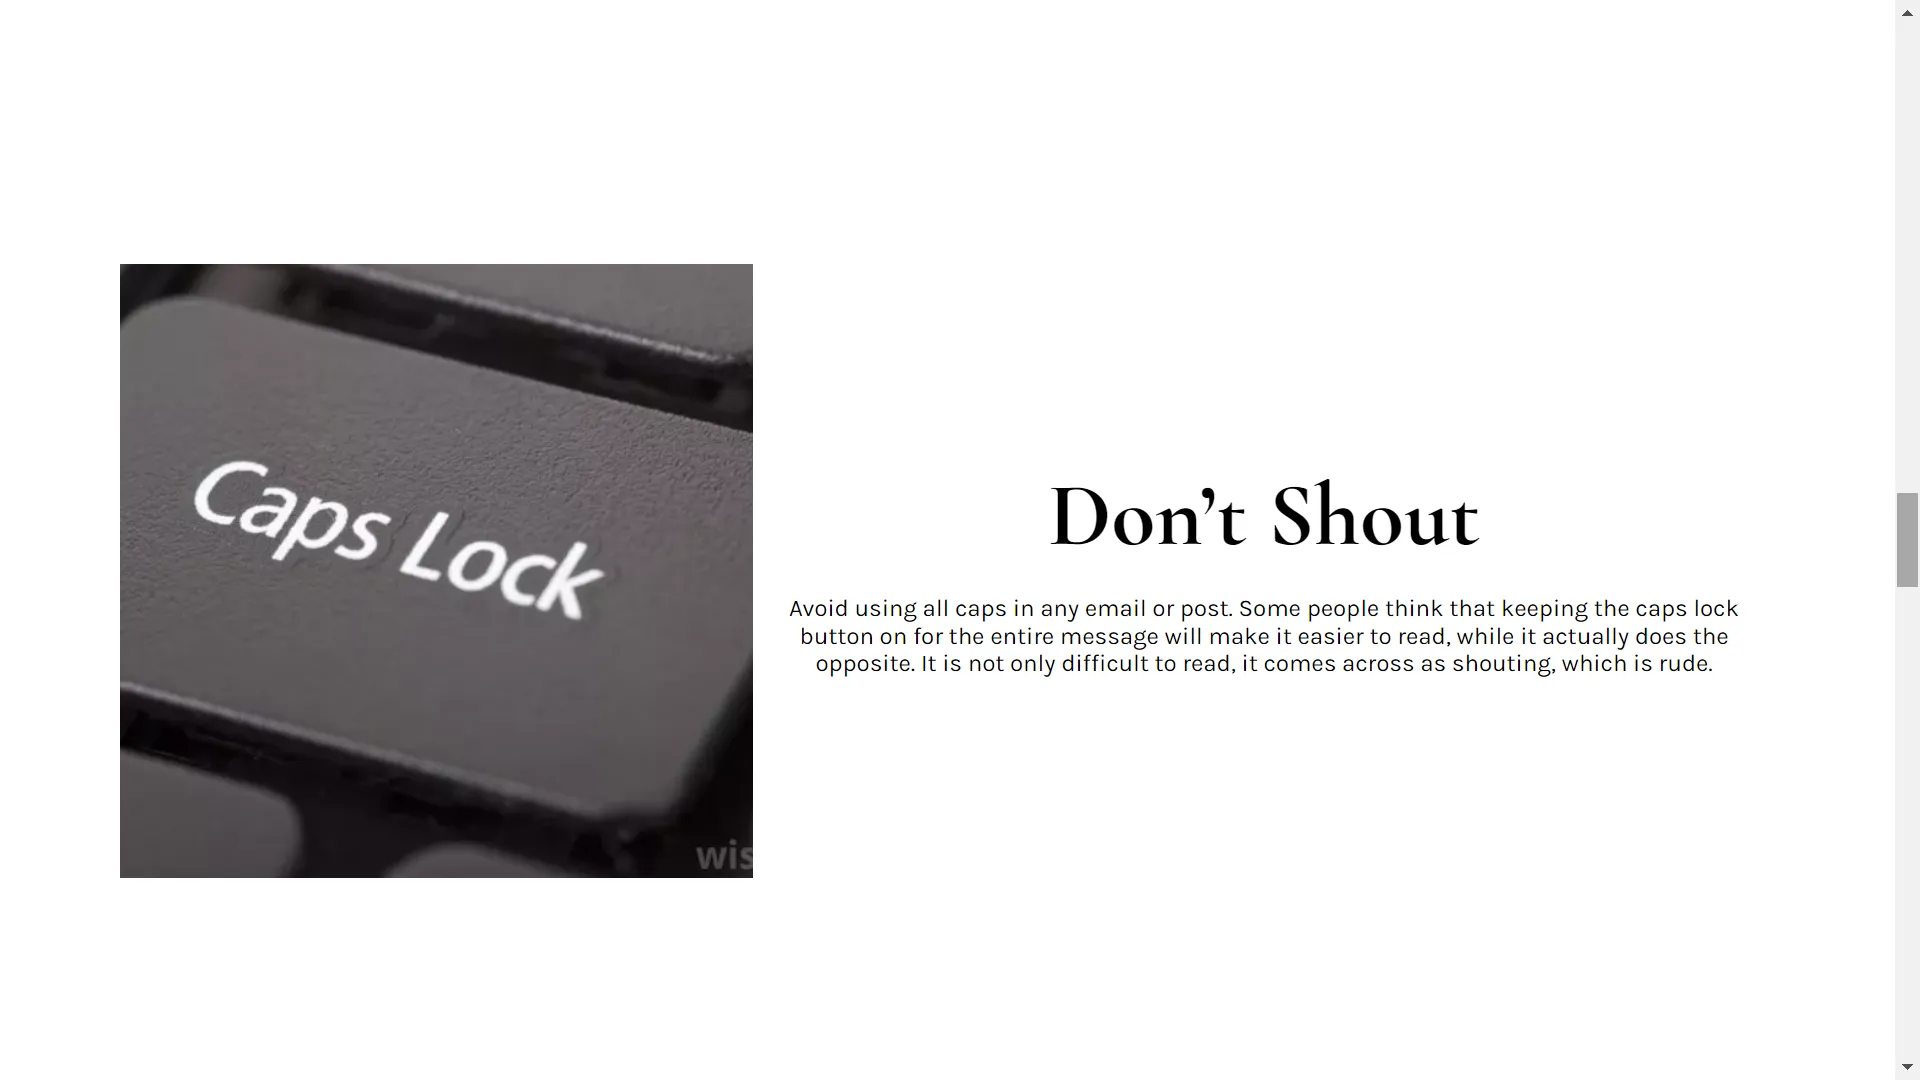 Caps Lock
wis
Don’t Shout
Avoid using all caps in any email or post. Some people think that keeping the caps lock
button on for the entire message will make it easier to read, while it actually does the
opposite. It is not only difficult to read, it comes across as shouting, which is rude.